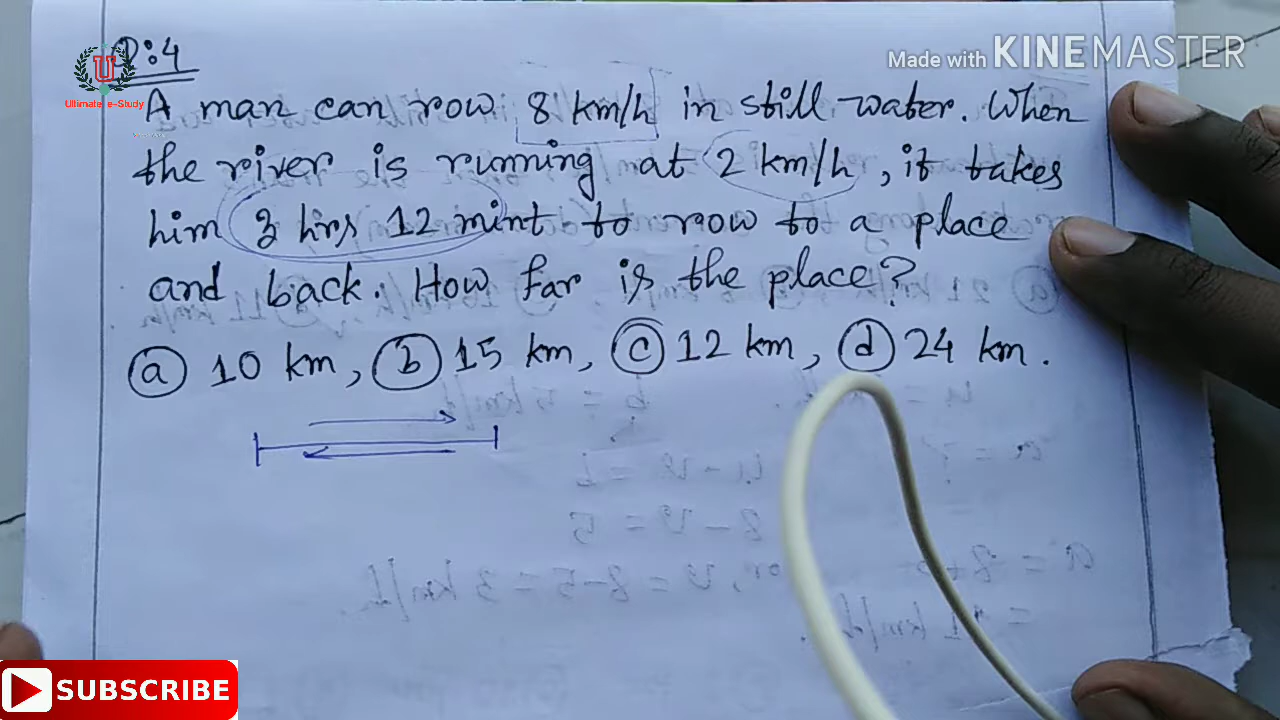 Made with KINEMASTER
Q:4
U
Ultimate e-Study
A man can row 8 km/h in still water. When
the river is running at 2 km/h, it takes
him 3 hrs 12 mint to row to a place
and back. How far is the place?
(a) 10 km, (b) 15 km, (c) 12 km, (d) 24 km.
SUBSCRIBE